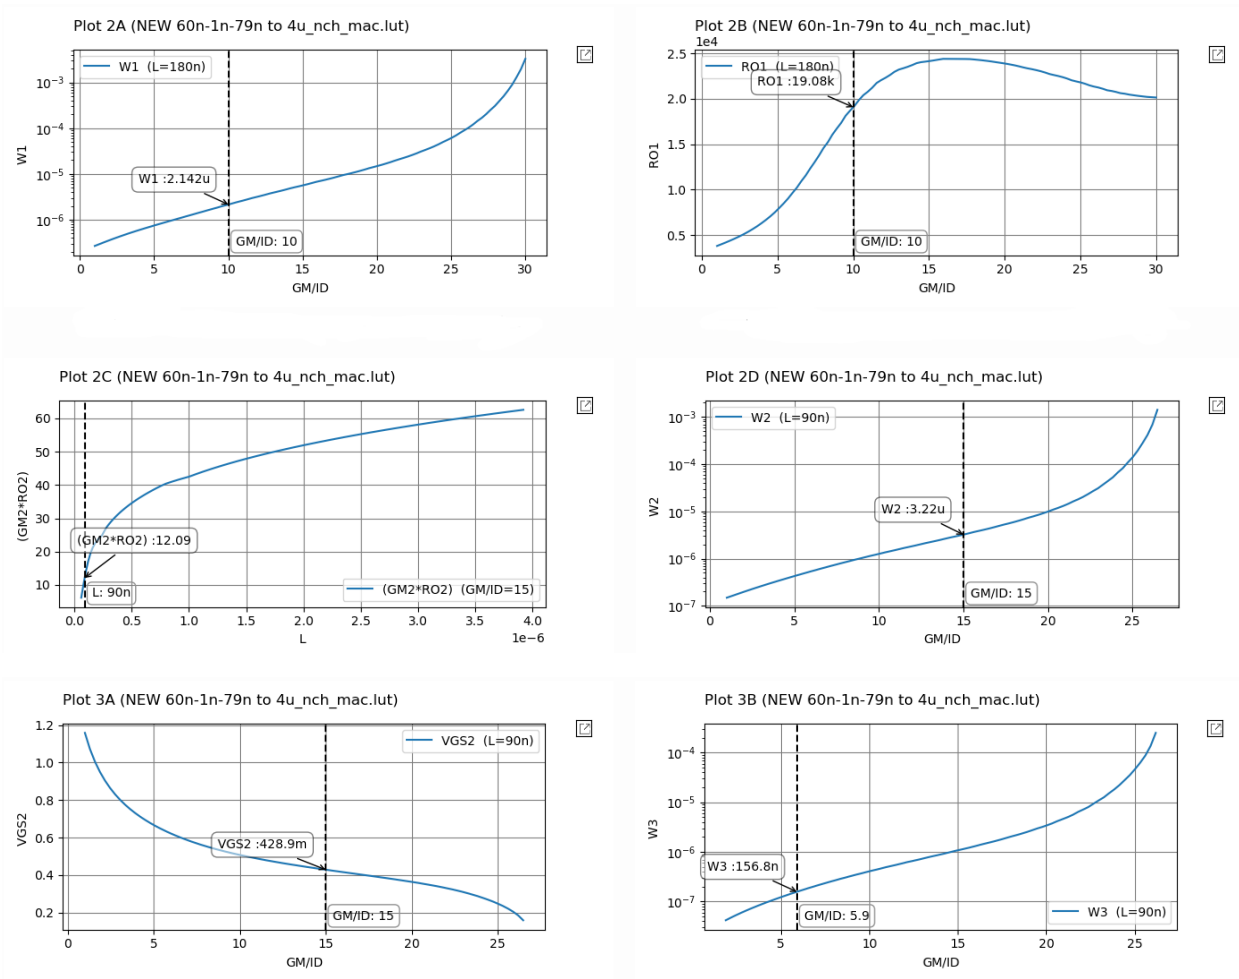 Plot 2A (NEW 60n-1n-79n to 4u_nch_mac.lut)
W1 (L=180n)
10⁻³
10⁻⁴
10⁻⁵
10⁻⁶
W1
W1 :2.142u
GM/ID: 10
0 5 10 15 20 25 30
GM/ID
Plot 2B (NEW 60n-1n-79n to 4u_nch_mac.lut)
1e4
RO1 (L=180n)
RO1 :19.08k
2.5
2.0
1.5
1.0
0.5
RO1
GM/ID: 10
0 5 10 15 20 25 30
GM/ID
Plot 2C (NEW 60n-1n-79n to 4u_nch_mac.lut)
60
50
40
30
20
10
(GM2*RO2)
(GM2*RO2) :12.09
L: 90n
(GM2*RO2) (GM/ID=15)
0.0 0.5 1.0 1.5 2.0 2.5 3.0 3.5 4.0
L
1e−6
Plot 2D (NEW 60n-1n-79n to 4u_nch_mac.lut)
W2 (L=90n)
10⁻³
10⁻⁴
10⁻⁵
10⁻⁶
10⁻⁷
W2
W2 :3.22u
GM/ID: 15
0 5 10 15 20 25
GM/ID
Plot 3A (NEW 60n-1n-79n to 4u_nch_mac.lut)
VGS2 (L=90n)
1.2
1.0
0.8
0.6
0.4
0.2
VGS2
VGS2 :428.9m
GM/ID: 15
0 5 10 15 20 25
GM/ID
Plot 3B (NEW 60n-1n-79n to 4u_nch_mac.lut)
10⁻⁴
10⁻⁵
10⁻⁶
10⁻⁷
W3
W3 :156.8n
GM/ID: 5.9
W3 (L=90n)
5 10 15 20 25
GM/ID